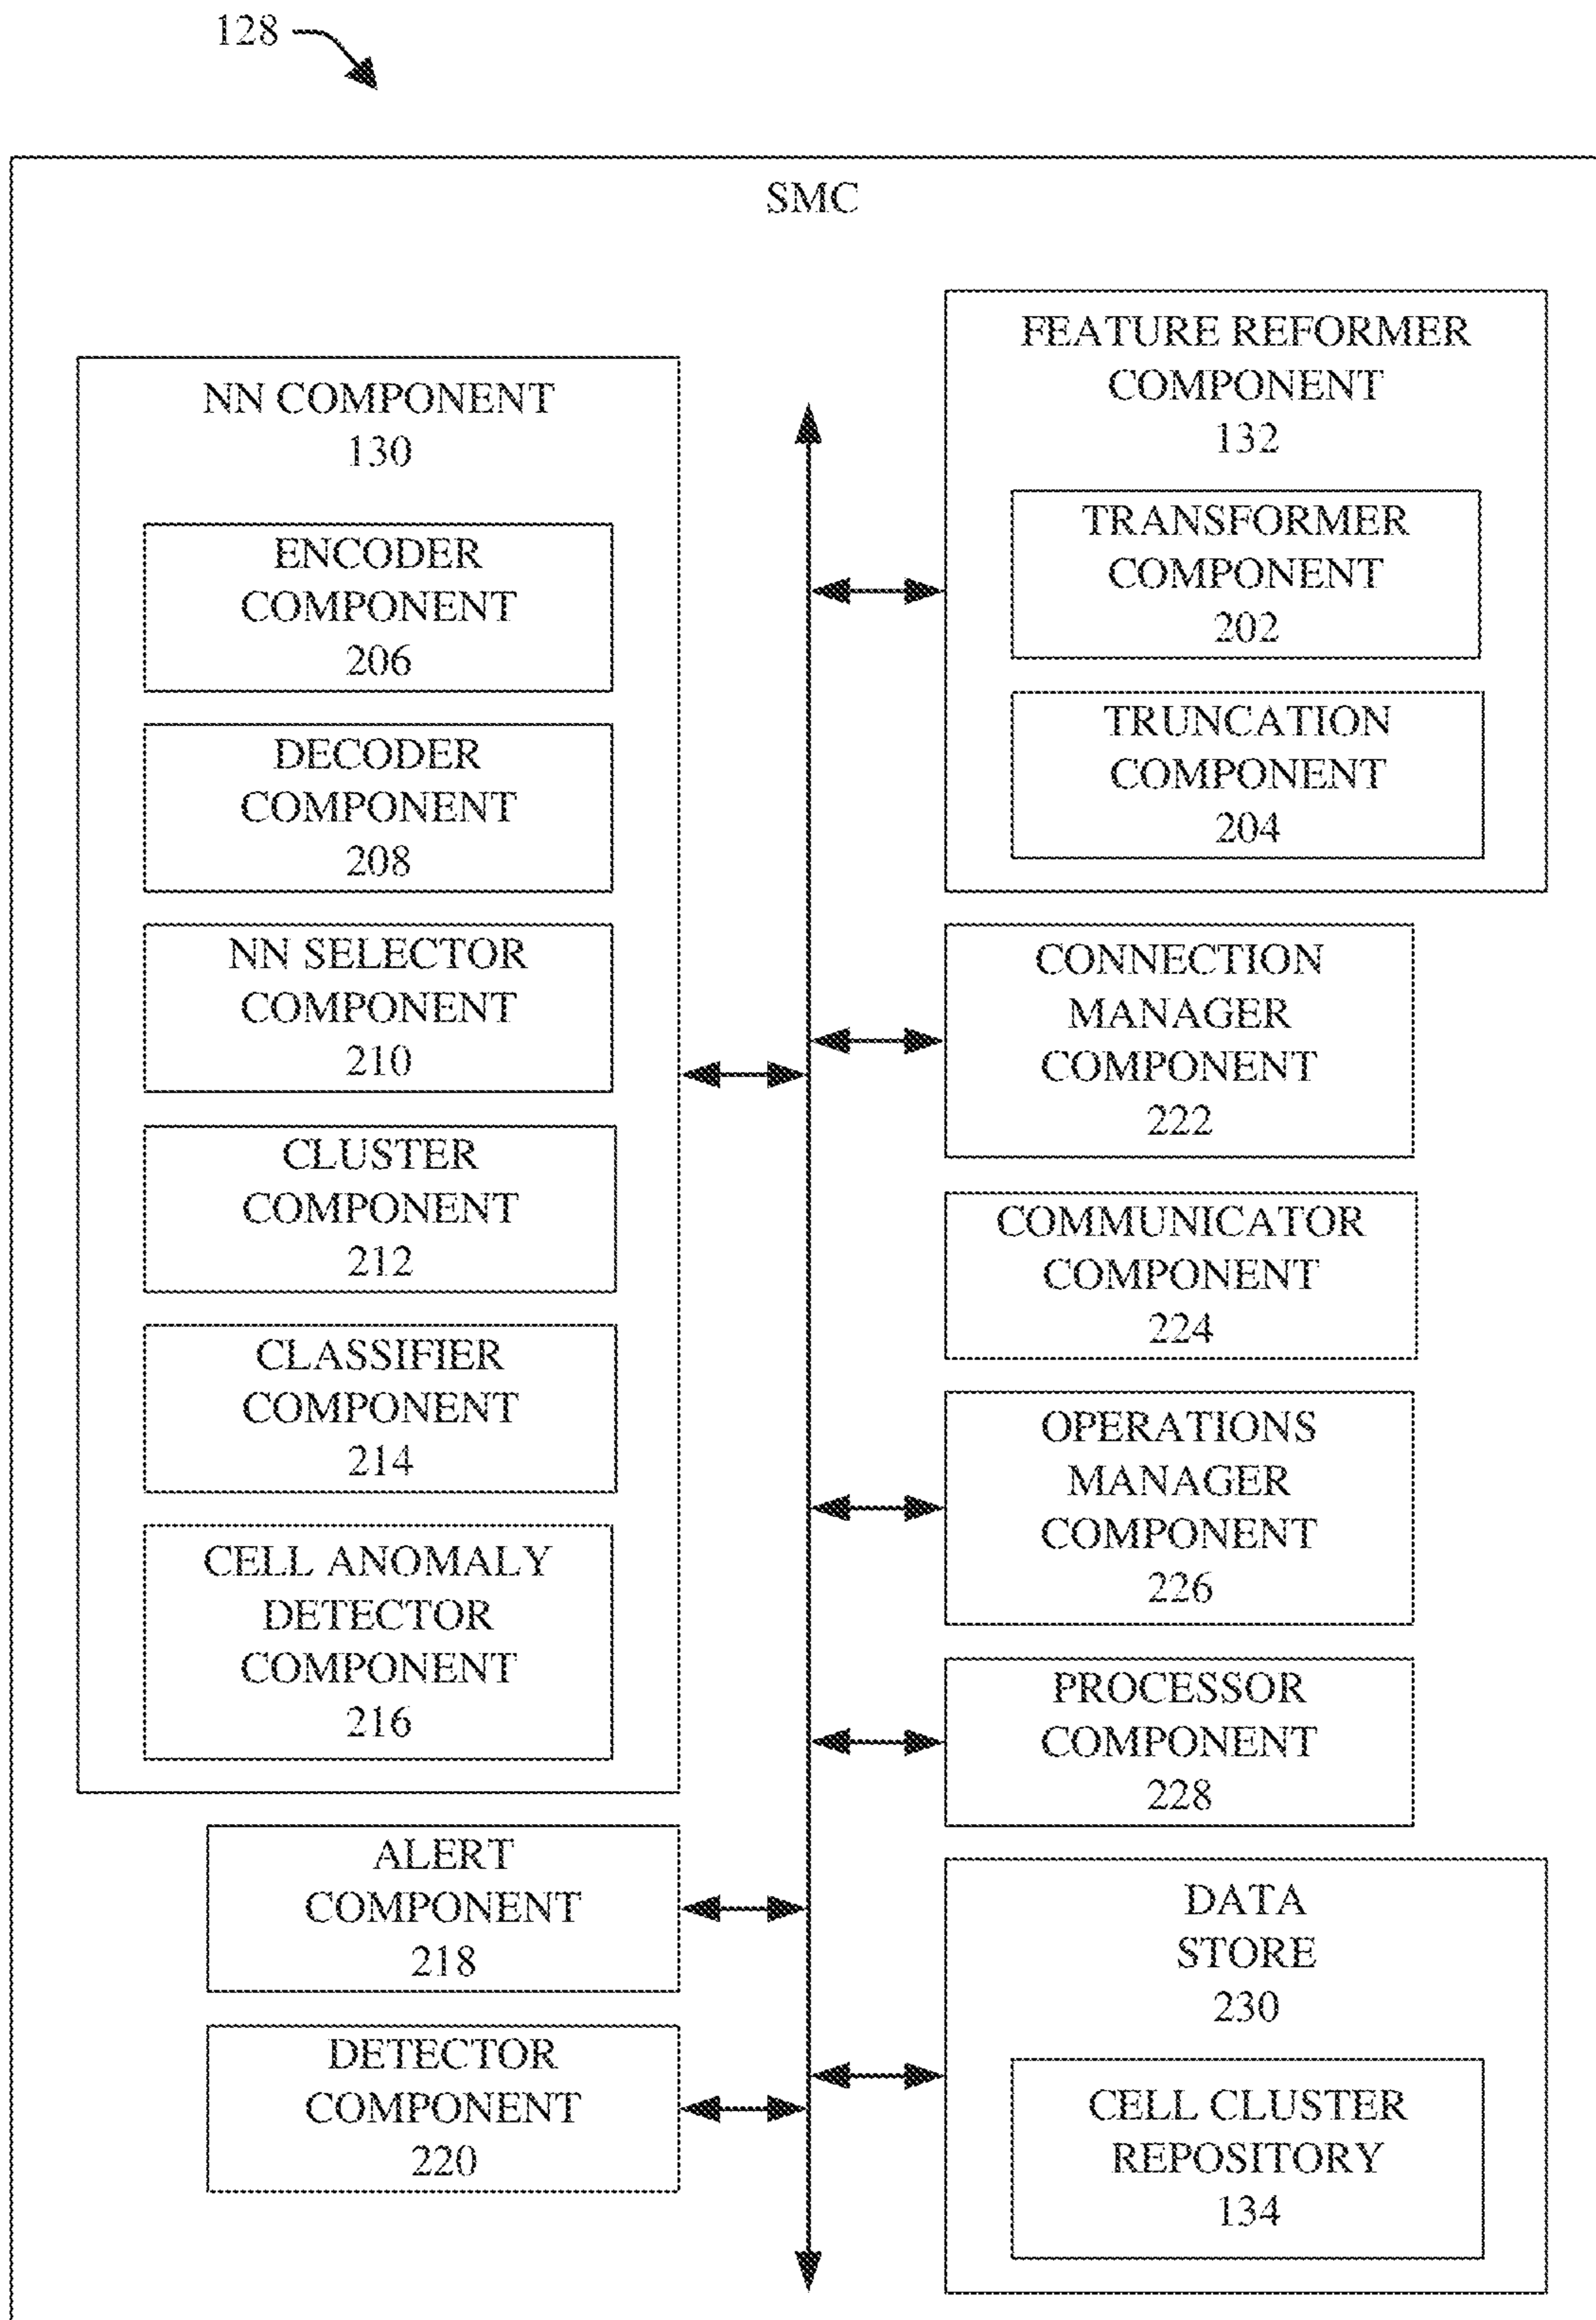 128
SMC
NN COMPONENT
130
ENCODER
COMPONENT
206
DECODER
COMPONENT
208
NN SELECTOR
COMPONENT
210
CLUSTER
COMPONENT
212
CLASSIFIER
COMPONENT
214
CELL ANOMALY
DETECTOR
COMPONENT
216
ALERT
COMPONENT
218
DETECTOR
COMPONENT
220
FEATURE REFORMER
COMPONENT
132
TRANSFORMER
COMPONENT
202
TRUNCATION
COMPONENT
204
CONNECTION
MANAGER
COMPONENT
222
COMMUNICATOR
COMPONENT
224
OPERATIONS
MANAGER
COMPONENT
226
PROCESSOR
COMPONENT
228
DATA
STORE
230
CELL CLUSTER
REPOSITORY
134